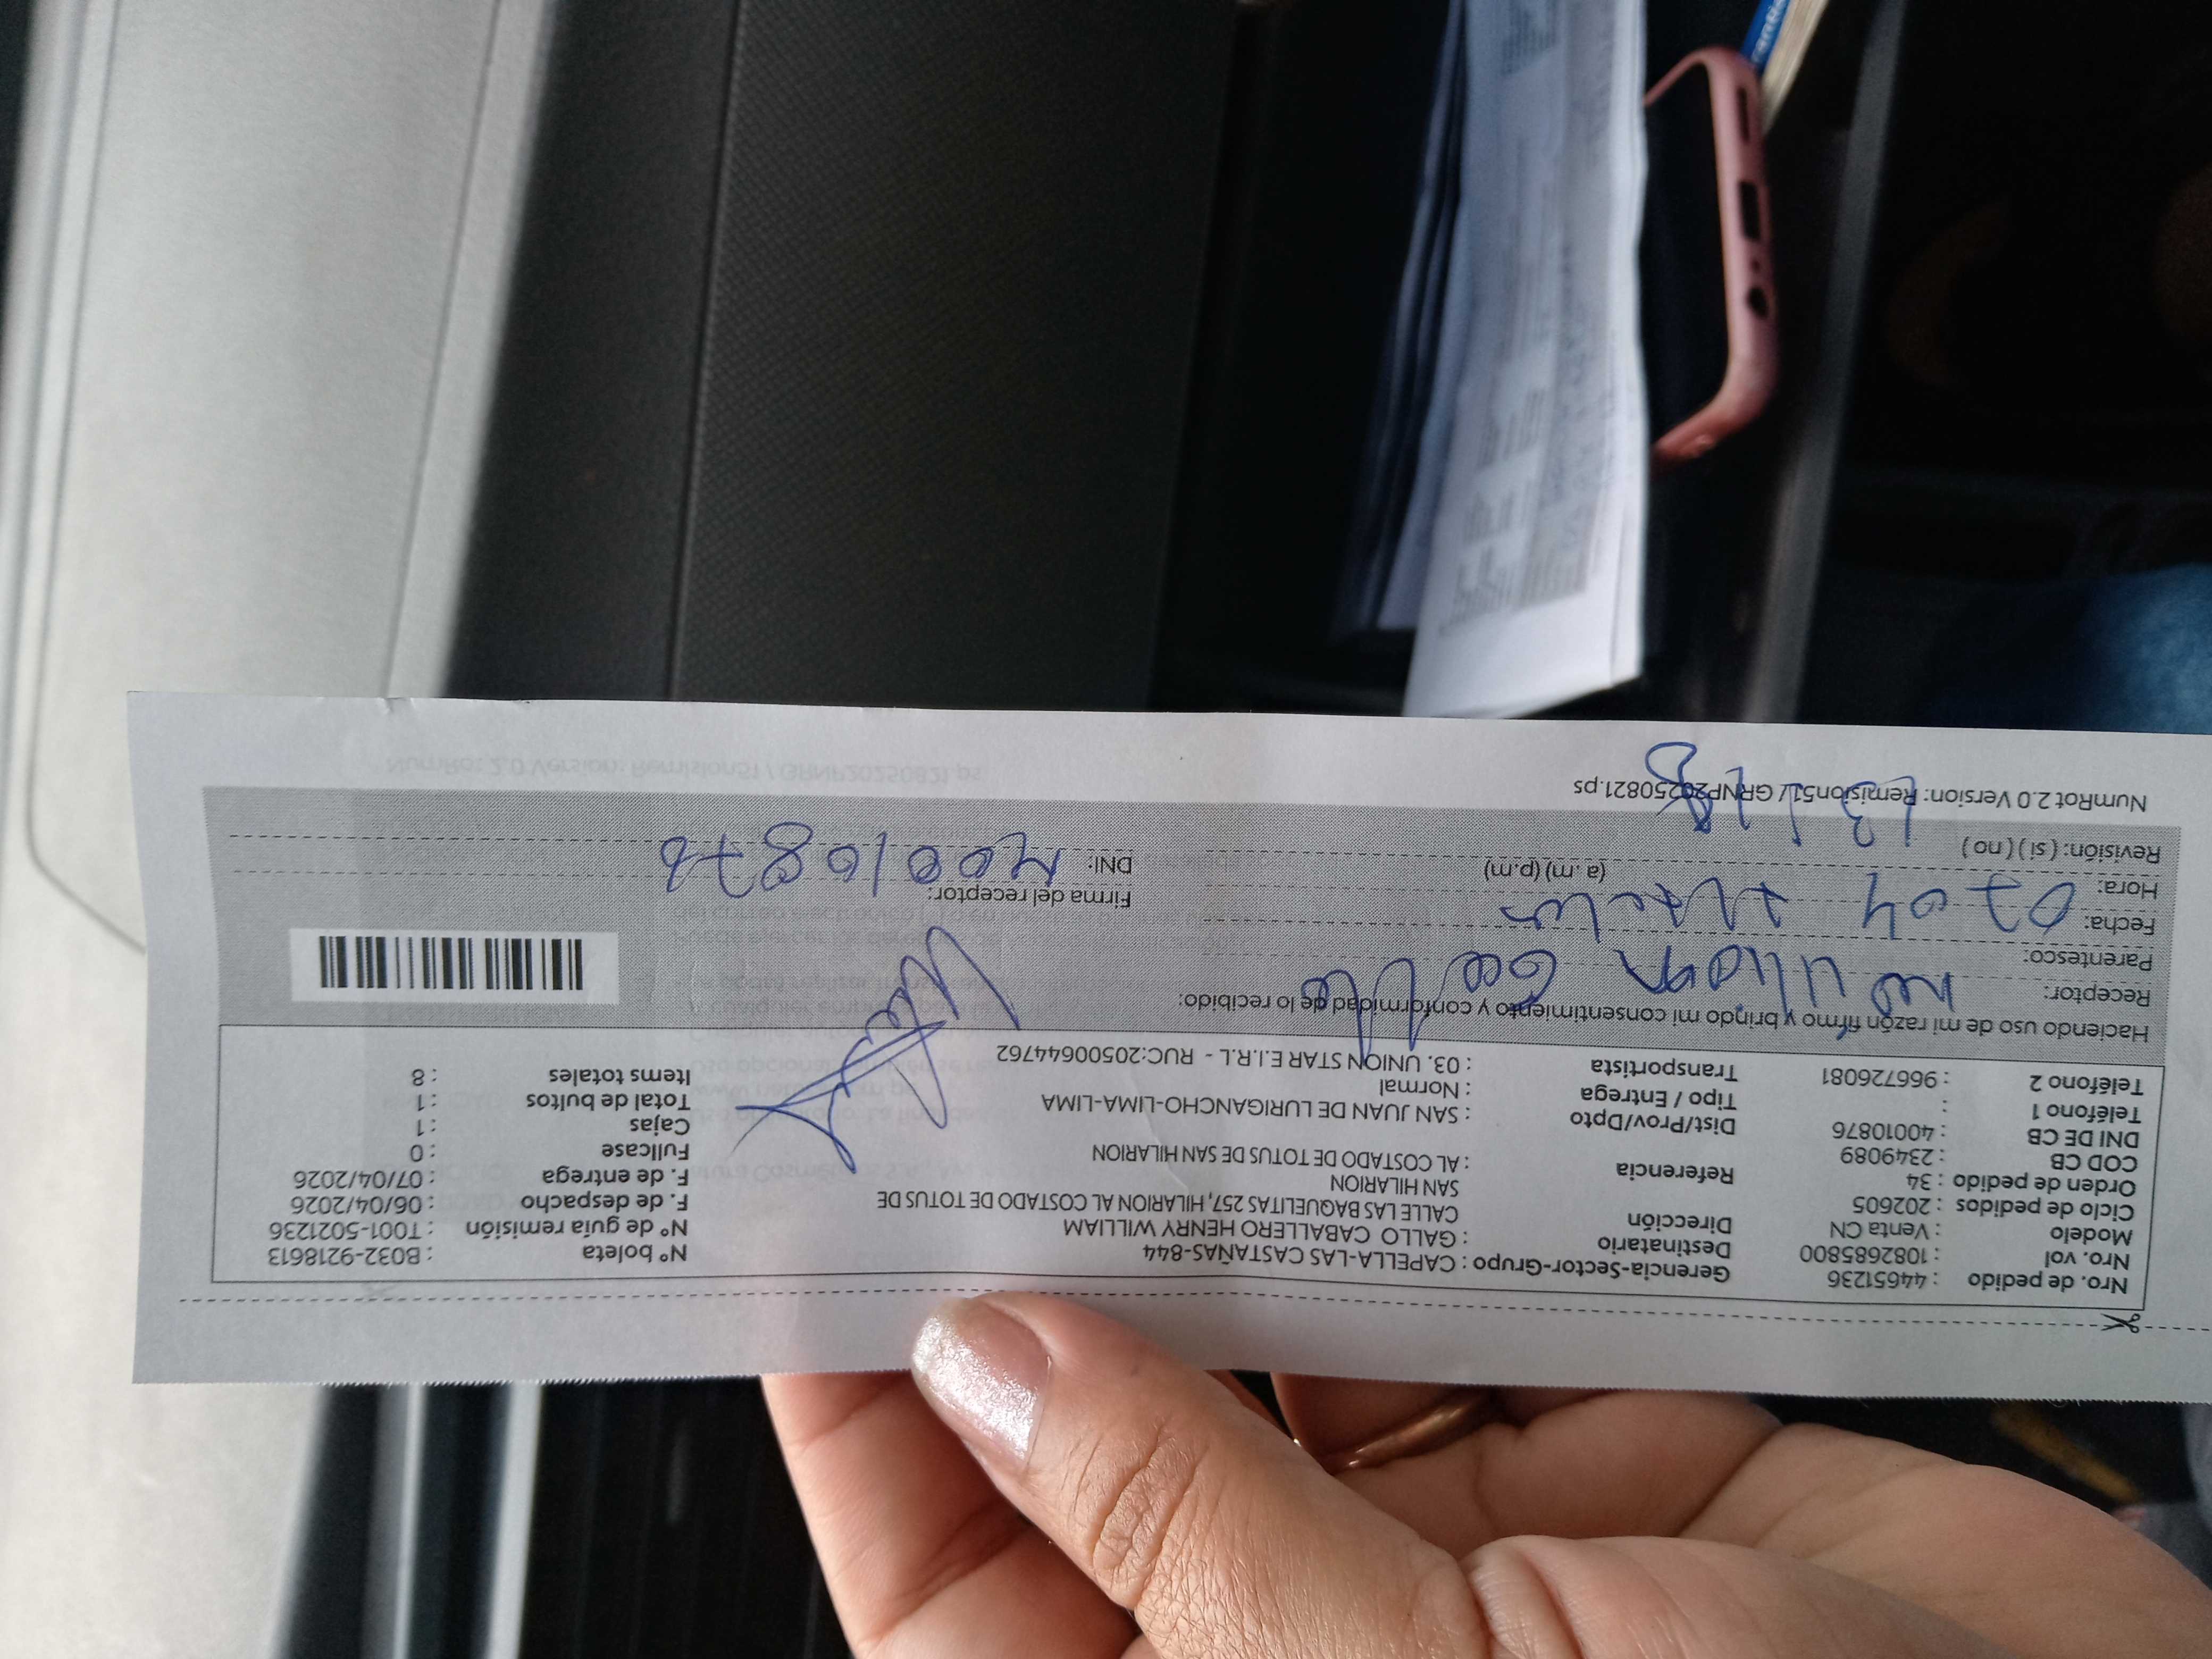 Nro. de pedido : 44651236
Nro. vol : 1082685800
Modelo : Venta CN
Ciclo de pedidos : 202605
Orden de pedido : 34
COD CB : 2349089
DNI DE CB : 40010876
Teléfono 1 :
Teléfono 2 : 966726081
Gerencia-Sector-Grupo : CAPELLA-LAS CASTAÑAS-844
Destinatario : GALLO CABALLERO HENRY WILLIAM
Dirección CALLE LAS BAQUELITAS 257, HILARION AL COSTADO DE TOTUS DE
SAN HILARION
Referencia : AL COSTADO DE TOTUS DE SAN HILARION
Dist/Prov/Dpto : SAN JUAN DE LURIGANCHO-LIMA-LIMA
Tipo / Entrega : Normal
Transportista : 03. UNION STAR E.I.R.L - RUC:20500644762
Nº boleta : B032-9218613
Nº de guía remisión : T001-5021236
F. de despacho : 06/04/2026
F. de entrega : 07/04/2026
Fullcase : 0
Cajas : 1
Total de bultos : 1
Items totales : 8
Haciendo uso de mi razón firmo y brindo mi consentimiento y conformidad de lo recibido:
Receptor:
Parentesco:
Fecha: 07 04
Hora: (a.m) (p.m)
Revisión: ( si ) ( no )
Firma del receptor:
DNI: 40010876
NumRot 2.0 Version: Remision51 / GRNP20250821.ps